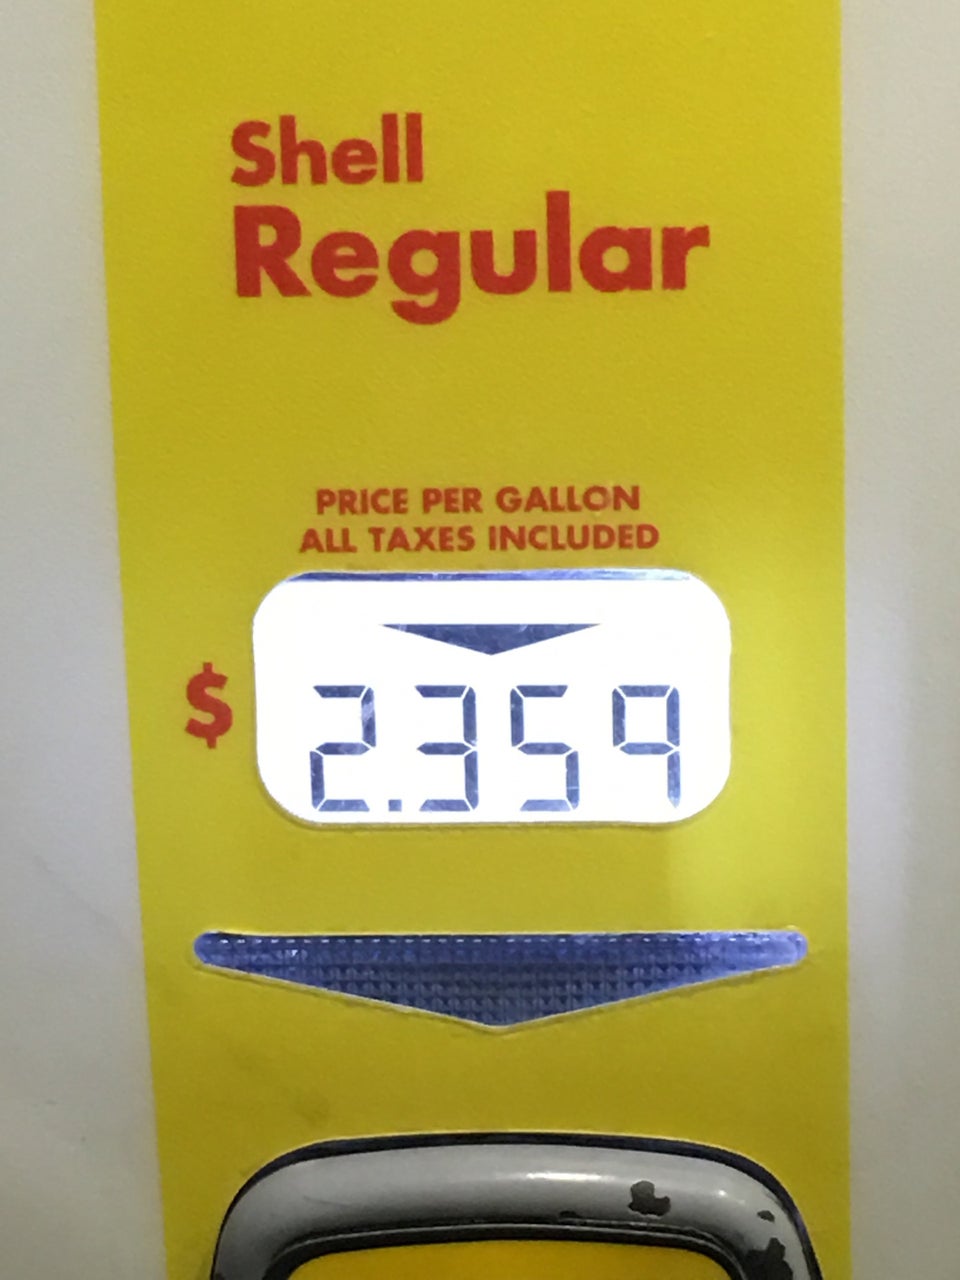 Shell
Regular
PRICE PER GALLON
ALL TAXES INCLUDED
$ 2.359